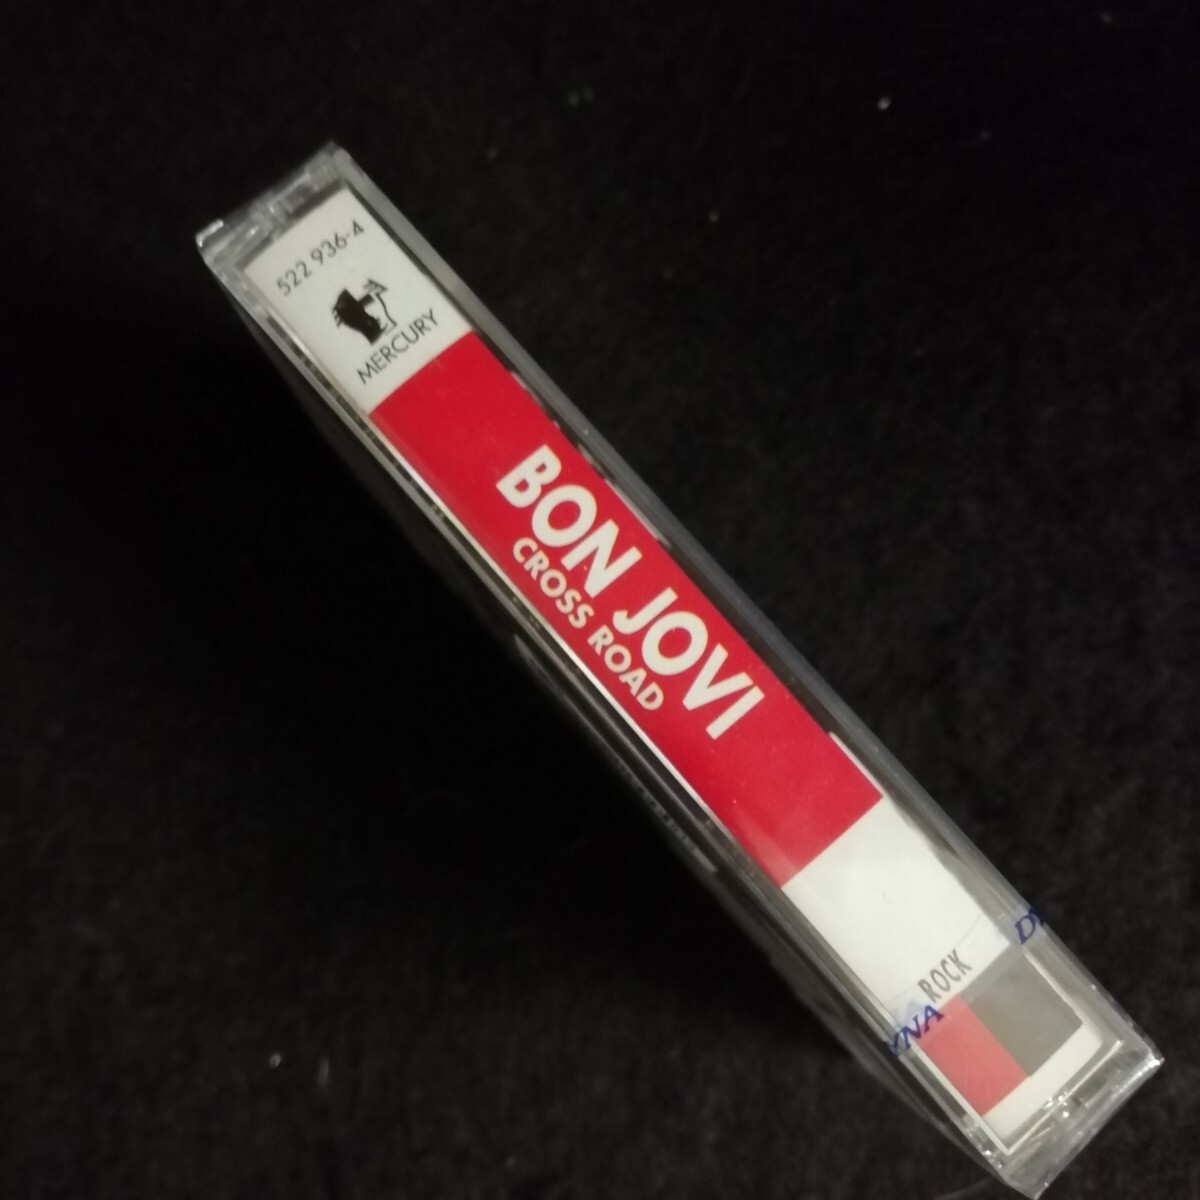 522 936-4
MERCURY
BON JOVI
CROSS ROAD
ROCK